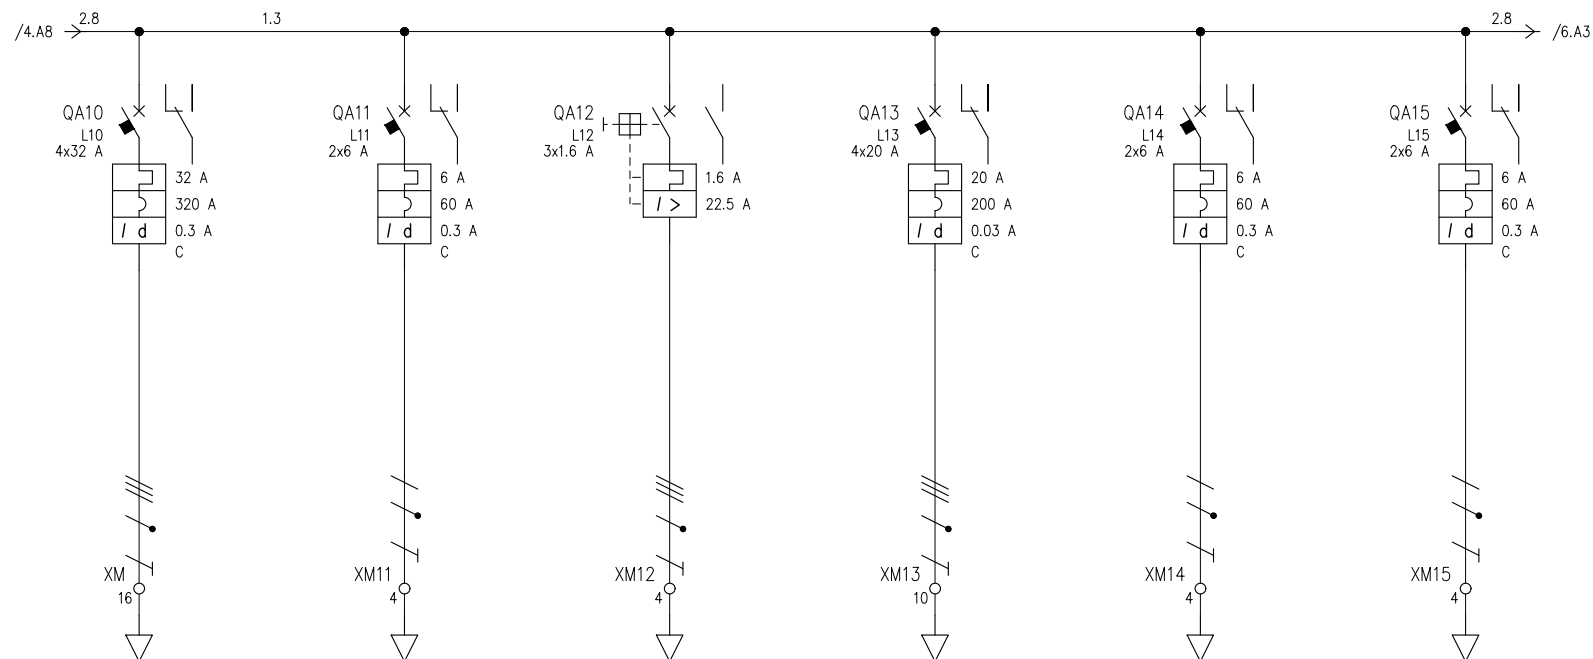 /4.A8 2.8 1.3 2.8 /6.A3
QA10
L10
4x32 A
32 A
320 A
I d 0.3 A
C
QA11
L11
2x6 A
6 A
60 A
I d 0.3 A
C
QA12
L12
3x1.6 A
1.6 A
I > 22.5 A
QA13
L13
4x20 A
20 A
200 A
I d 0.03 A
C
QA14
L14
2x6 A
6 A
60 A
I d 0.3 A
C
QA15
L15
2x6 A
6 A
60 A
I d 0.3 A
C
XM
16
XM11
4
XM12
4
XM13
10
XM14
4
XM15
4